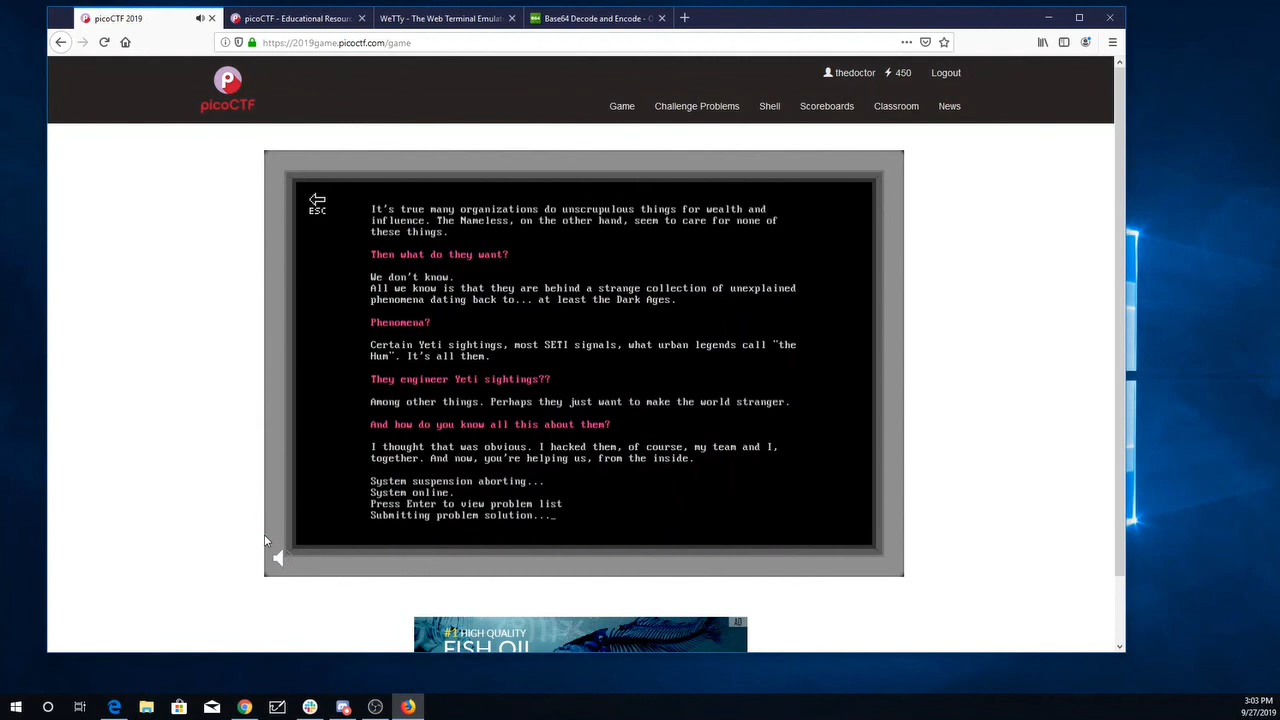 picoCTF 2019
picoCTF - Educational Resourc
WeTTy - The Web Terminal Emulat
Base64 Decode and Encode - O
https://2019game.picoctf.com/game
picoCTF
thedoctor
450
Logout
Game
Challenge Problems
Shell
Scoreboards
Classroom
News
ESC
It's true many organizations do unscrupulous things for wealth and
influence. The Nameless, on the other hand, seem to care for none of
these things.
Then what do they want?
We don't know.
All we know is that they are behind a strange collection of unexplained
phenomena dating back to... at least the Dark Ages.
Phenomena?
Certain Yeti sightings, most SETI signals, what urban legends call "the
Hum". It's all them.
They engineer Yeti sightings??
Among other things. Perhaps they just want to make the world stranger.
And how do you know all this about them?
I thought that was obvious. I hacked them, of course, my team and I,
together. And now, you're helping us, from the inside.
System suspension aborting...
System online.
Press Enter to view problem list
Submitting problem solution..._
AD
#1 HIGH QUALITY
FISH OIL
3:03 PM
9/27/2019